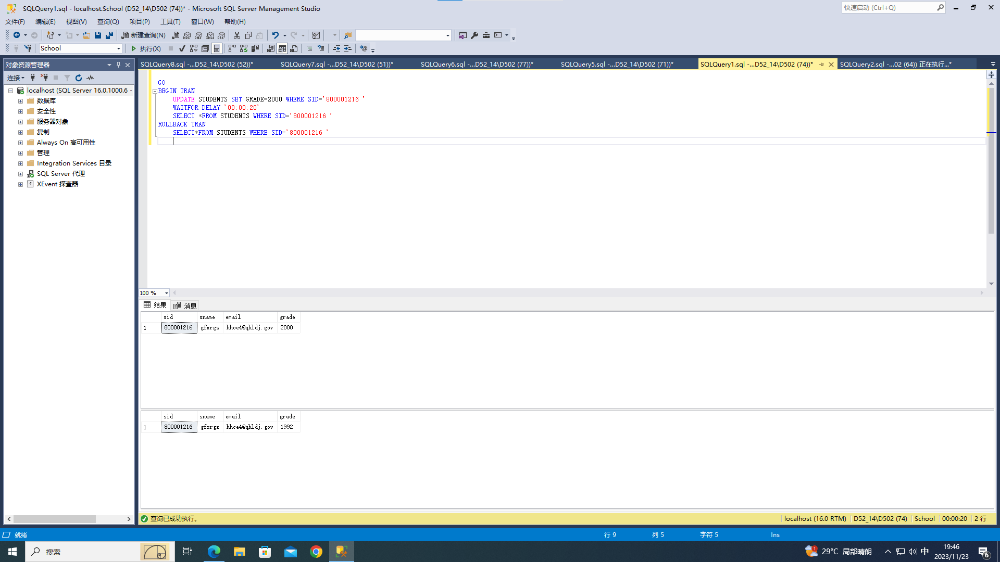 SQLQuery1.sql - localhost.School (D52_14\D502 (74))* - Microsoft SQL Server Management Studio
快速启动 (Ctrl+Q)
文件(F) 编辑(E) 视图(V) 查询(Q) 项目(P) 工具(T) 窗口(W) 帮助(H)
新建查询(N) MDX DMX XMLA DAX
School 执行(X)
对象资源管理器
SQLQuery8.sql -...D52_14\D502 (52))* SQLQuery7.sql -...D52_14\D502 (51))* SQLQuery6.sql -...D52_14\D502 (77))* SQLQuery5.sql -...D52_14\D502 (71))* SQLQuery1.sql -...D52_14\D502 (74))* SQLQuery2.sql -...02 (64)) 正在执行...*
连接
localhost (SQL Server 16.0.1000.6 -
数据库
安全性
服务器对象
复制
Always On 高可用性
管理
Integration Services 目录
SQL Server 代理
XEvent 探查器
GO
BEGIN TRAN
UPDATE STUDENTS SET GRADE=2000 WHERE SID='800001216 '
WAITFOR DELAY '00:00:20'
SELECT *FROM STUDENTS WHERE SID='800001216 '
ROLLBACK TRAN
SELECT*FROM STUDENTS WHERE SID='800001216 '
100 %
结果 消息
sid sname email grade
1 800001216 gfxrgs hhce4@qhldj.gov 2000
sid sname email grade
1 800001216 gfxrgs hhce4@qhldj.gov 1992
查询已成功执行。 localhost (16.0 RTM) D52_14\D502 (74) School 00:00:20 2 行
就绪 行 9 列 5 字符 5 Ins
搜索 1 29°C 局部晴朗 中 19:46
2023/11/23 6